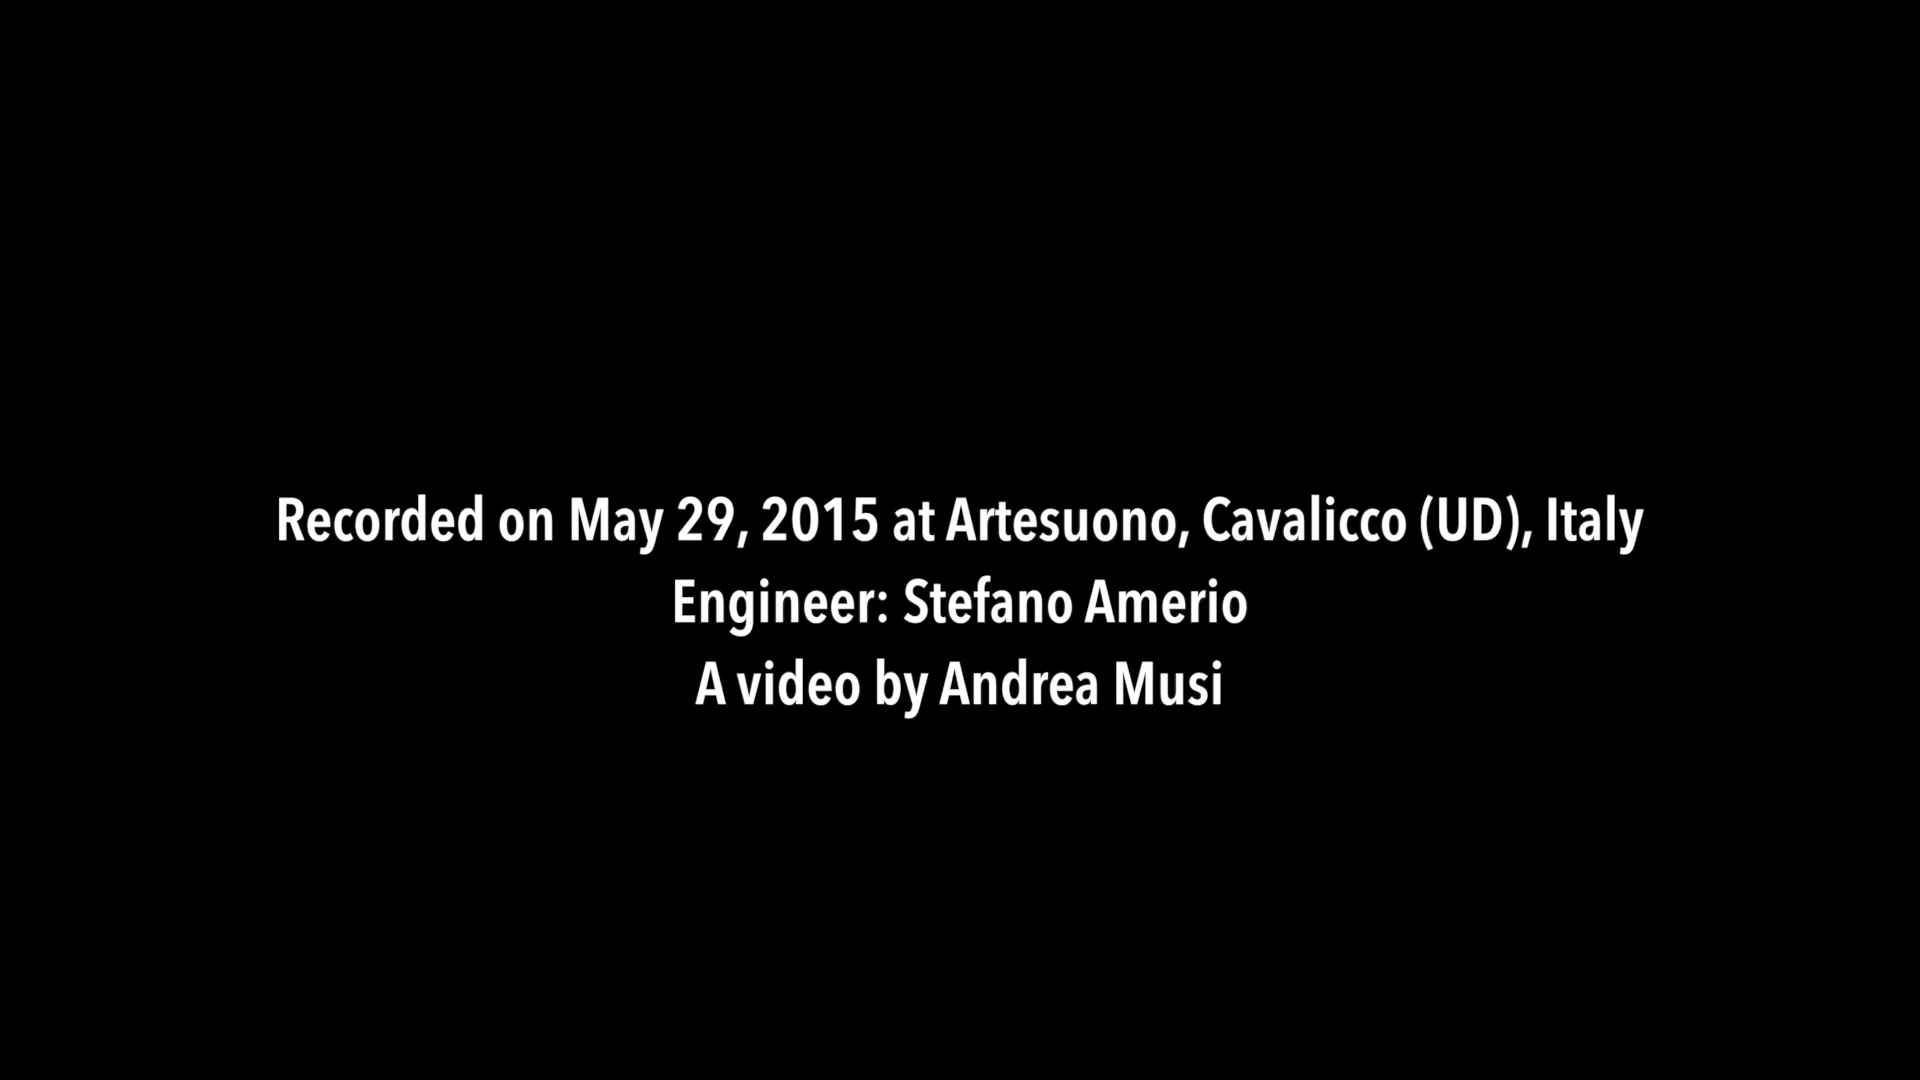 Recorded on May 29, 2015 at Artesuono, Cavalicco (UD), Italy
Engineer: Stefano Amerio
A video by Andrea Musi